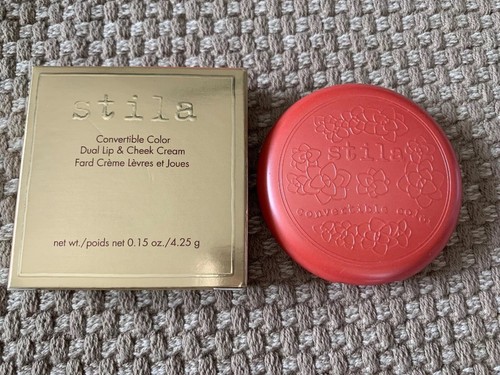 stila
Convertible Color
Dual Lip & Cheek Cream
Fard Crème Lèvres et Joues
net wt./poids net 0.15 oz./4.25 g
stila
convertible color